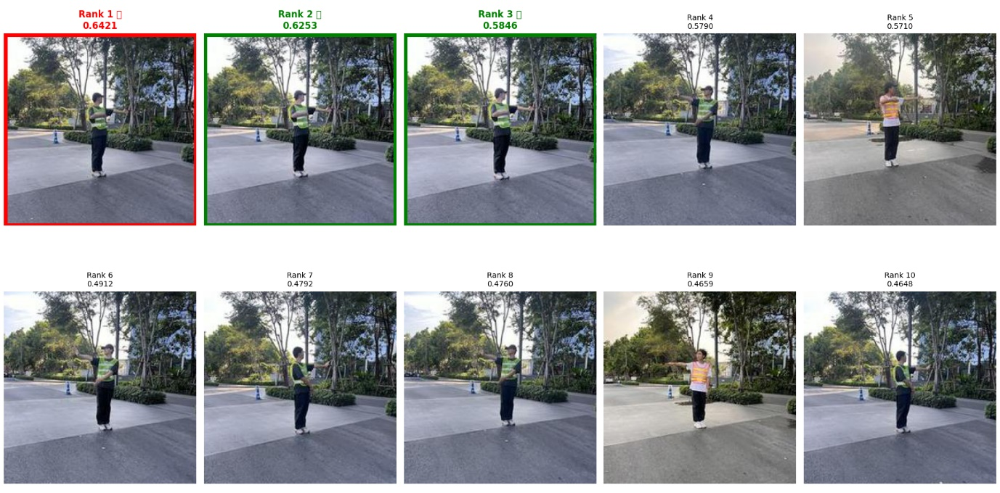 Rank 1 
0.6421
Rank 2 
0.6253
Rank 3 
0.5846
Rank 4
0.5790
Rank 5
0.5710
Rank 6
0.4912
Rank 7
0.4792
Rank 8
0.4760
Rank 9
0.4659
Rank 10
0.4648